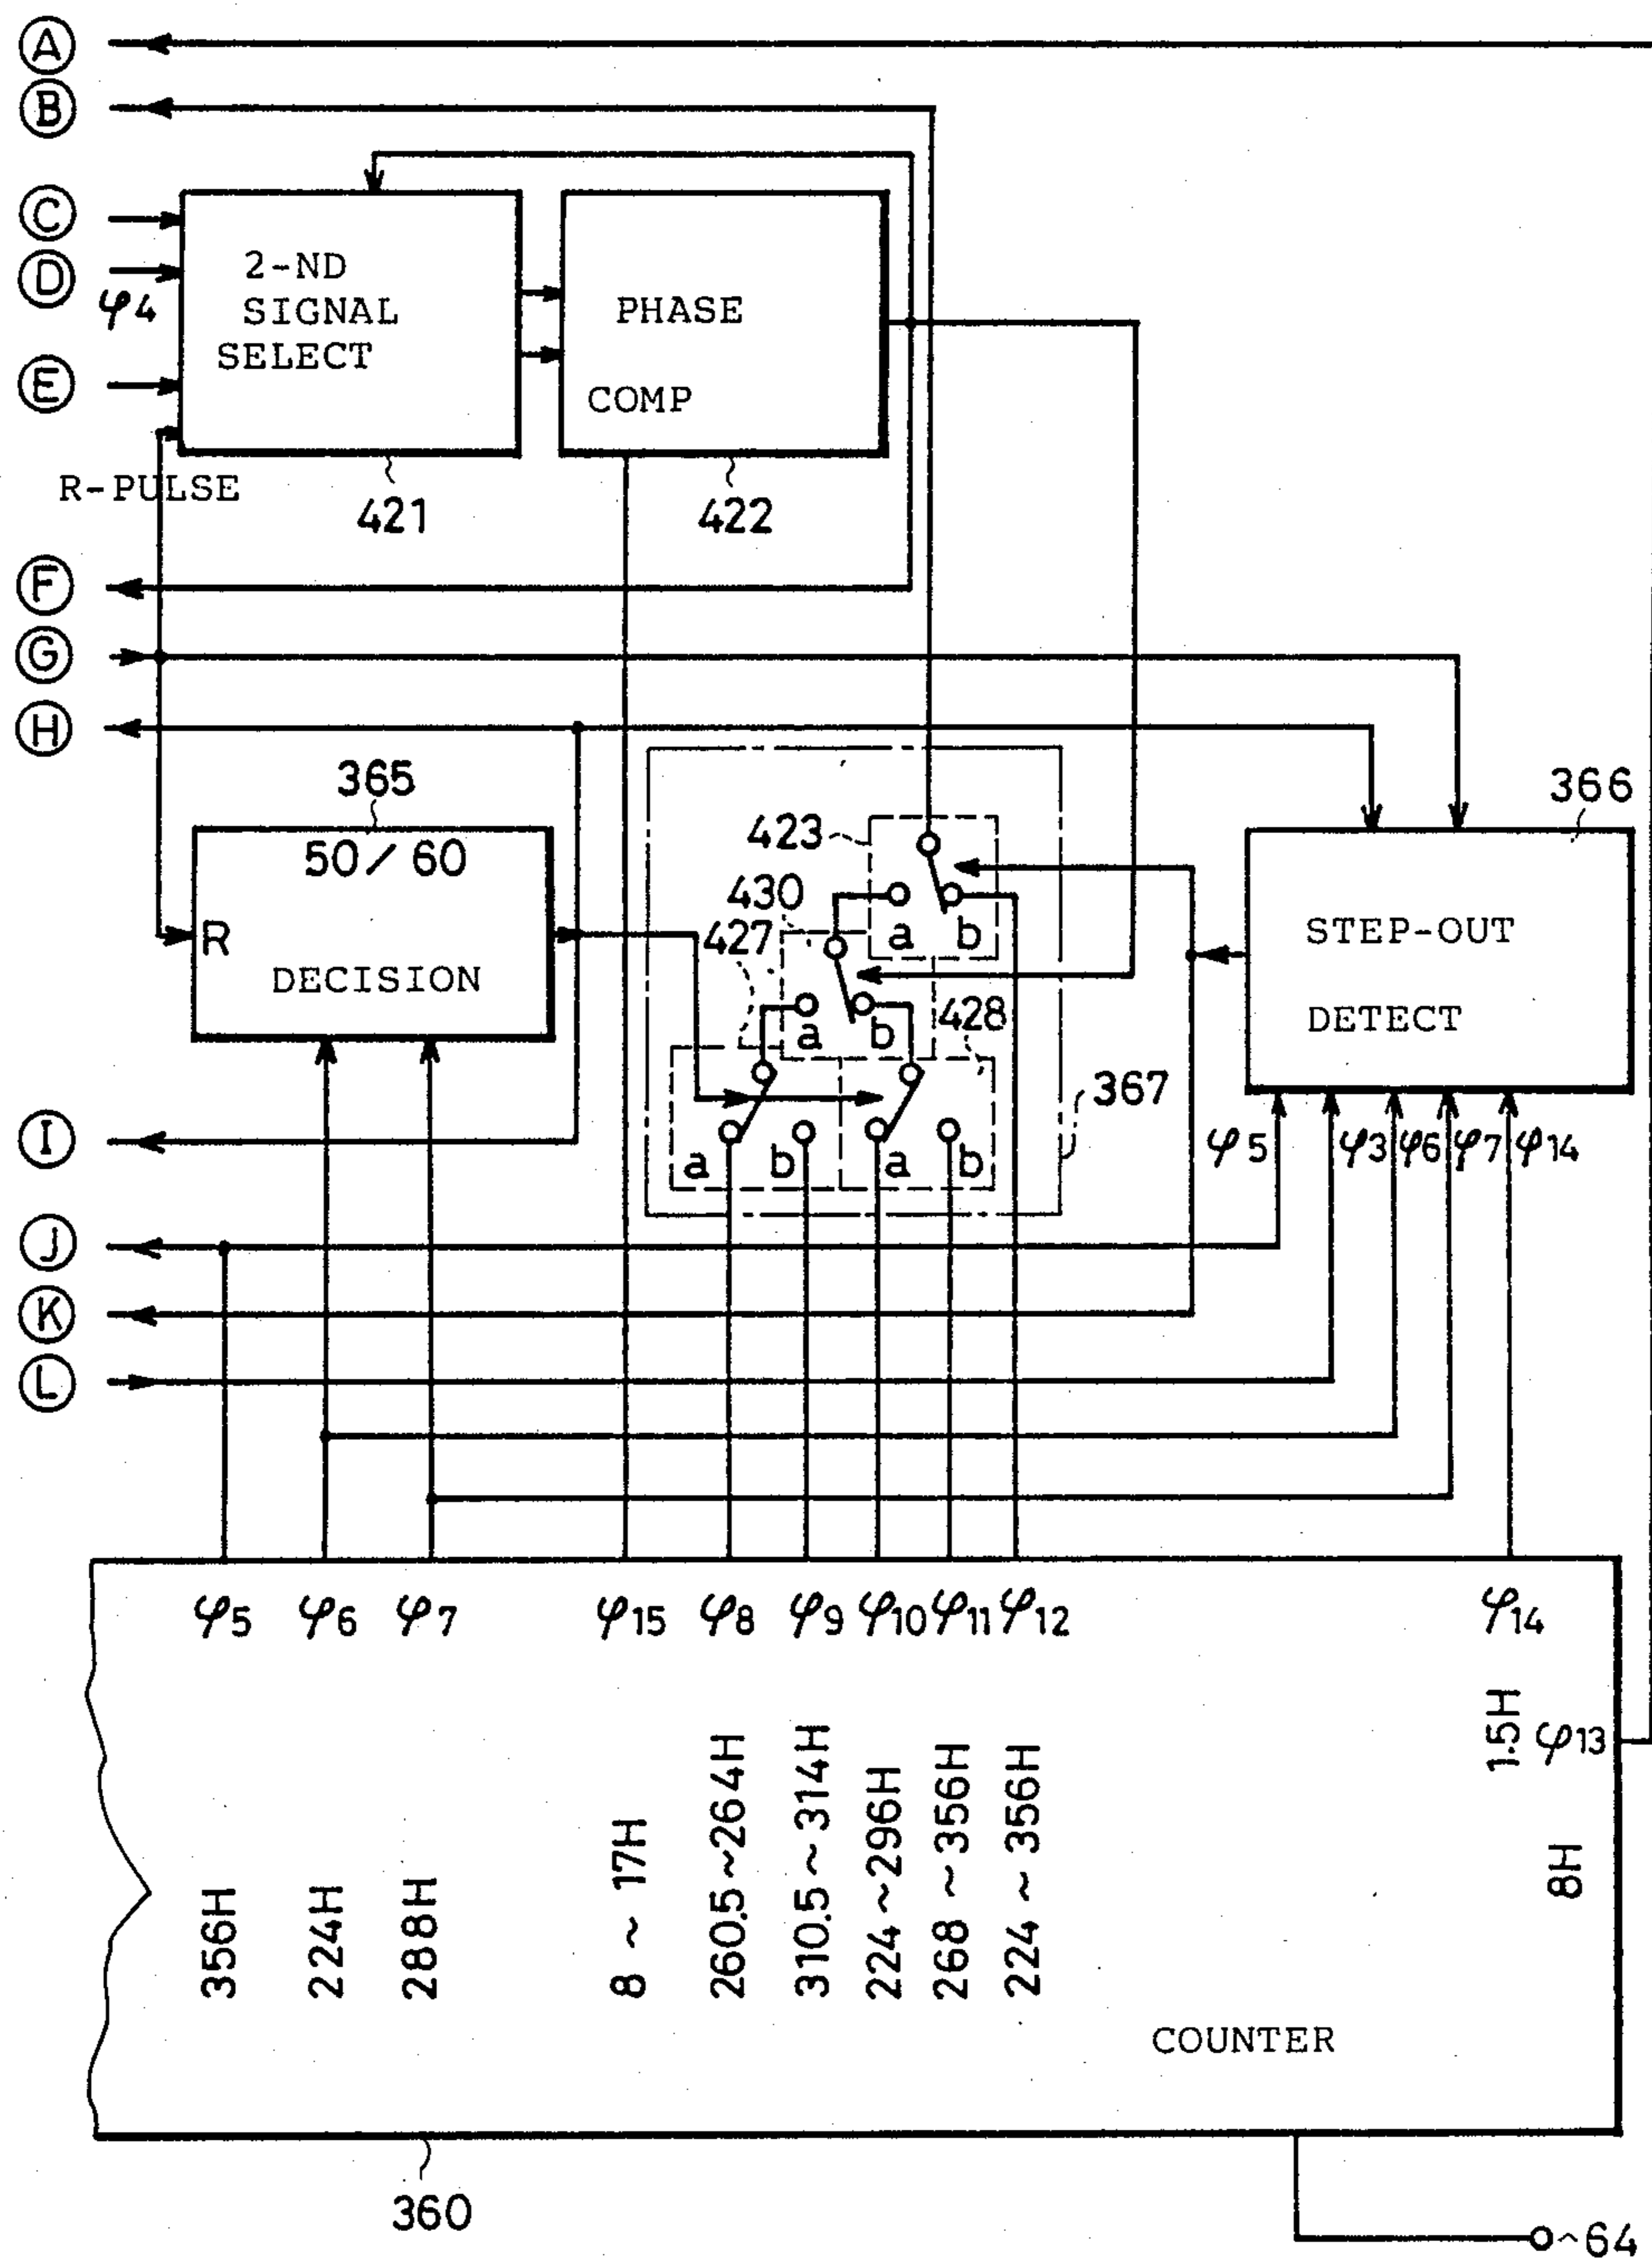 A
B
C
D
φ4
2-ND
SIGNAL
SELECT
PHASE
COMP
E
R-PULSE
421
422
F
G
H
365
50/60
R
DECISION
366
423
430
427
a
b
STEP-OUT
DETECT
a
b
428
367
a
b
a
b
I
φ5
φ3
φ6
φ7
φ14
J
K
L
φ5
φ6
φ7
φ15
φ8
φ9
φ10
φ11
φ12
φ14
φ13
356H
224H
288H
8 ~ 17H
260.5 ~ 264H
310.5 ~ 314H
224 ~ 296H
268 ~ 356H
224 ~ 356H
1.5H
8H
COUNTER
360
64